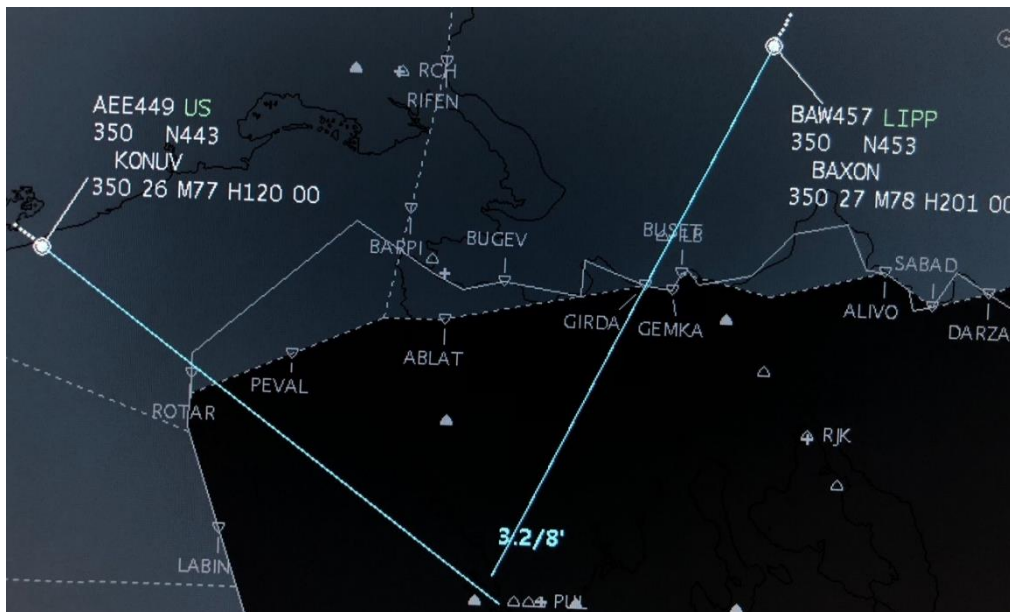 RCH
RIFEN
AEE449 US
350 N443
KONUV
350 26 M77 H120 00
BAW457 LIPP
350 N453
BAXON
350 27 M78 H201 00
BARPI
BUGEV
BUSET
SABAD
GIRDA
GEMKA
ALIVO
DARZA
ABLAT
PEVAL
ROTAR
RJK
3.2/8'
LABIN
PUL